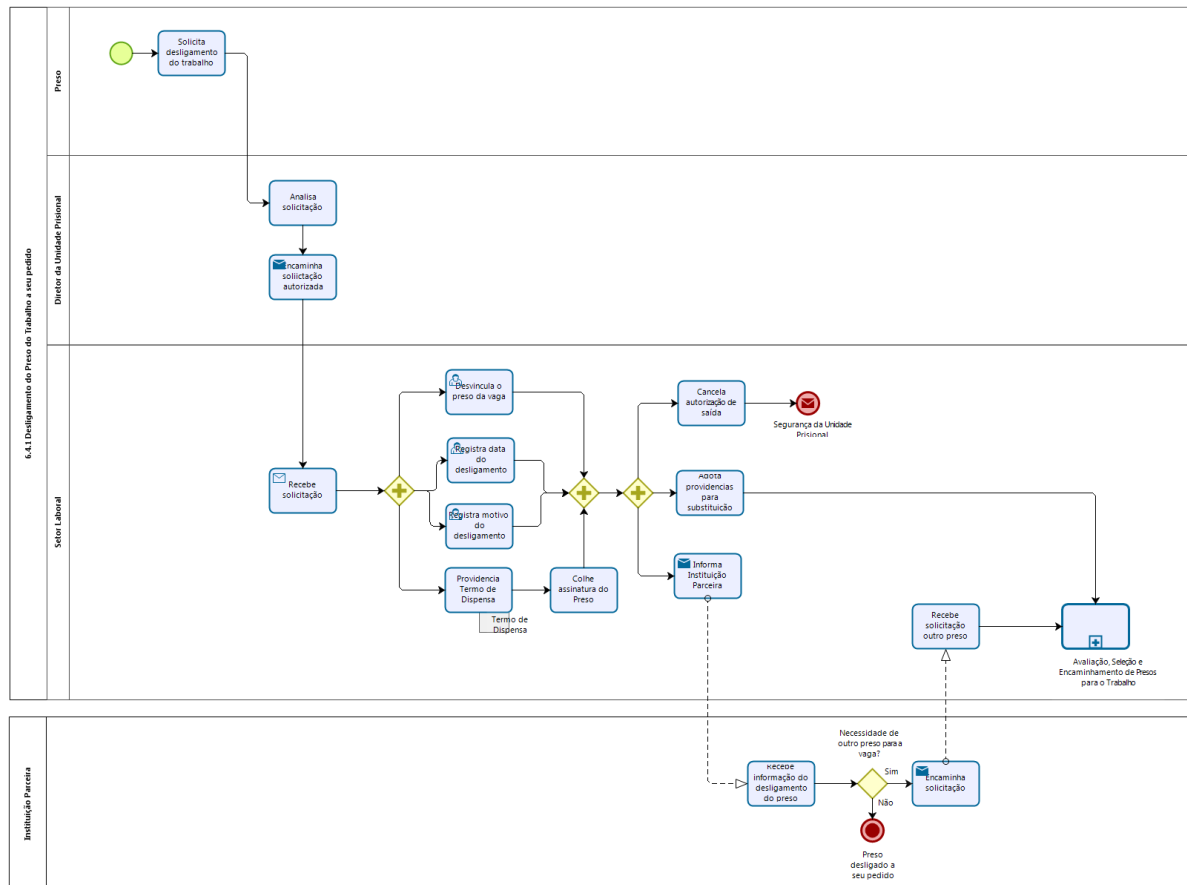 6.4.1 Desligamento do Preso do Trabalho a seu pedido
Preso
Solicita
desligamento
do trabalho
Diretor da Unidade Prisional
Analisa
solicitação
Encaminha
soliictação
autorizada
Setor Laboral
Recebe
solicitação
Desvincula o
preso da vaga
Registra data
do
desligamento
Registra motivo
do
desligamento
Providencia
Termo de
Dispensa
Termo de
Dispensa
Colhe
assinatura do
Preso
Cancela
autorização de
saída
Segurança da Unidade
Prisional
Adota
providencias
para
substituição
Informa
Instituição
Parceira
Recebe
solicitação
outro preso
Avaliação, Seleção e
Encaminhamento de Presos
para o Trabalho
Instituição Parceira
Recebe
informação do
desligamento
do preso
Necessidade de
outro preso para a
vaga?
Sim
Não
Encaminha
solicitação
Preso
desligado a
seu pedido